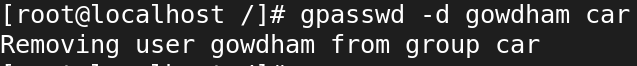 [root@localhost /]# gpasswd -d gowdham car
Removing user gowdham from group car